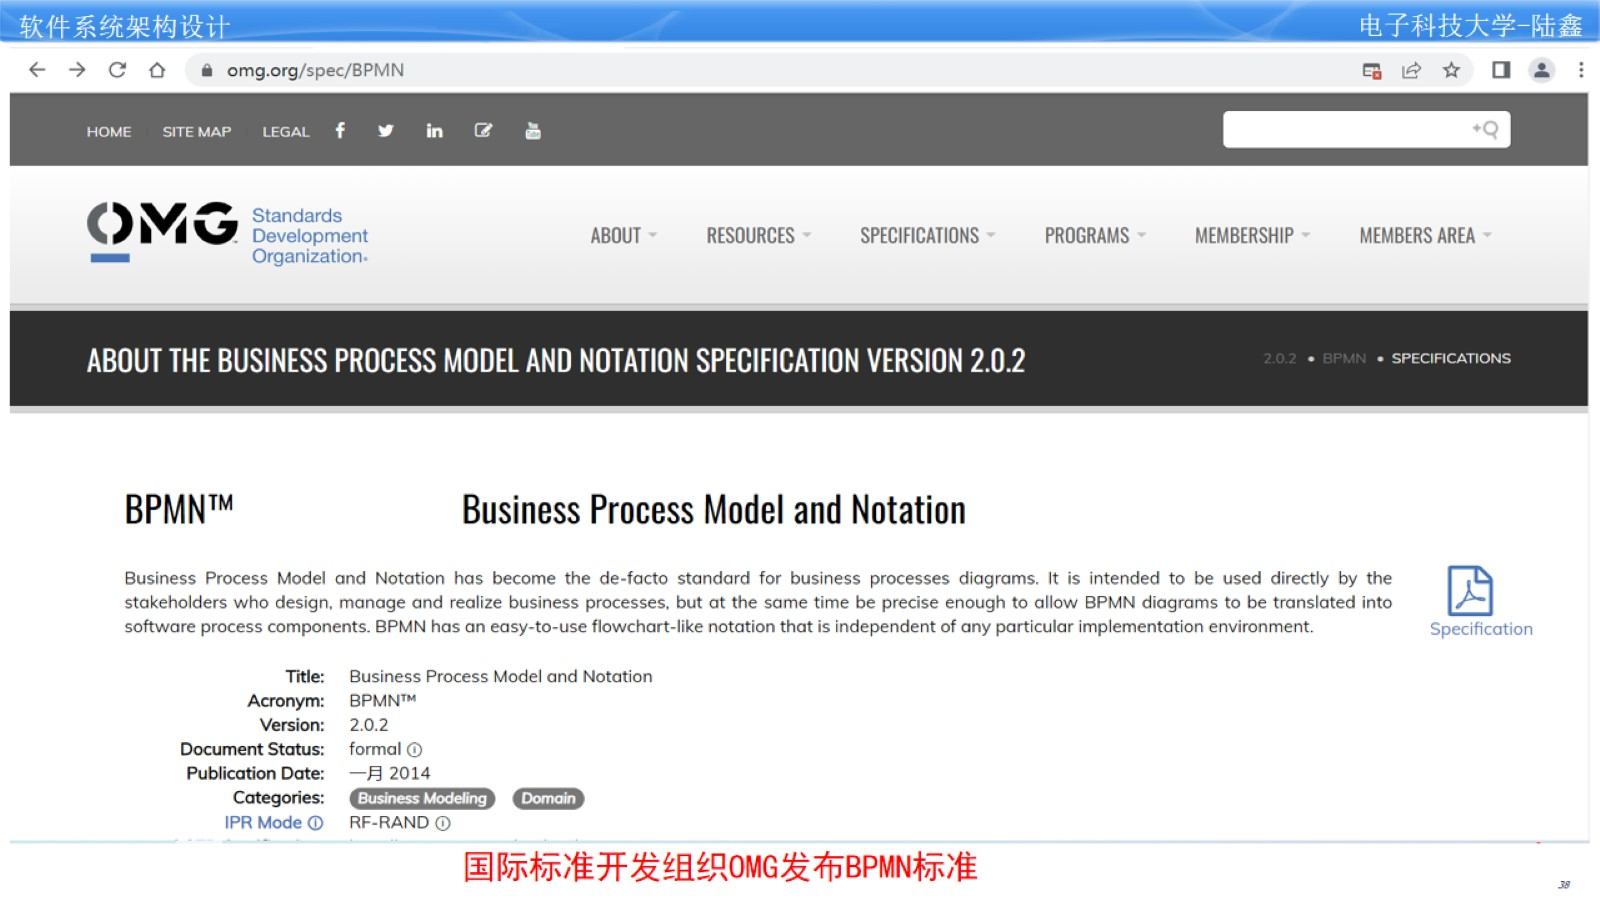 软件系统架构设计
电子科技大学-陆鑫
omg.org/spec/BPMN
HOME SITE MAP LEGAL
OMG Standards
Development
Organization
ABOUT RESOURCES SPECIFICATIONS PROGRAMS MEMBERSHIP MEMBERS AREA
ABOUT THE BUSINESS PROCESS MODEL AND NOTATION SPECIFICATION VERSION 2.0.2
2.0.2 • BPMN • SPECIFICATIONS
BPMN™ Business Process Model and Notation
Business Process Model and Notation has become the de-facto standard for business processes diagrams. It is intended to be used directly by the
stakeholders who design, manage and realize business processes, but at the same time be precise enough to allow BPMN diagrams to be translated into
software process components. BPMN has an easy-to-use flowchart-like notation that is independent of any particular implementation environment.
Specification
Title: Business Process Model and Notation
Acronym: BPMN™
Version: 2.0.2
Document Status: formal
Publication Date: 一月 2014
Categories: Business Modeling Domain
IPR Mode RF-RAND
国际标准开发组织OMG发布BPMN标准
38